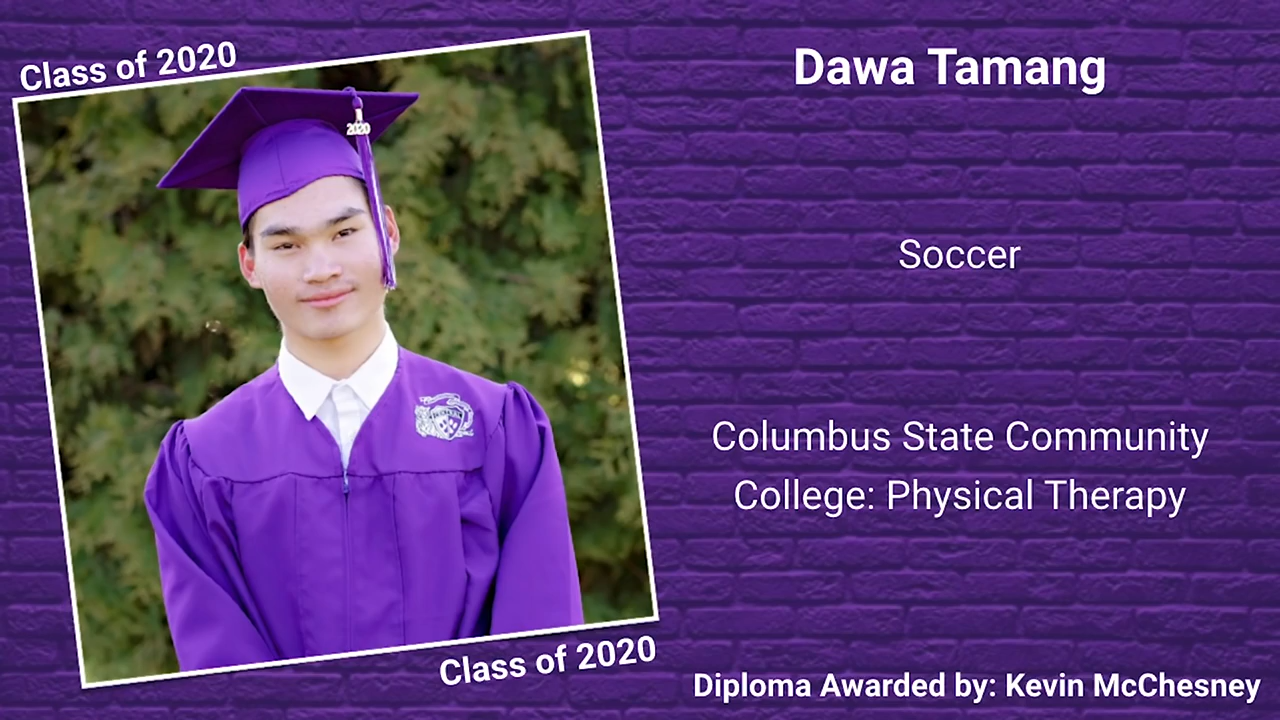 Class of 2020
Dawa Tamang
2020
Soccer
Columbus State Community
College: Physical Therapy
Class of 2020
Diploma Awarded by: Kevin McChesney